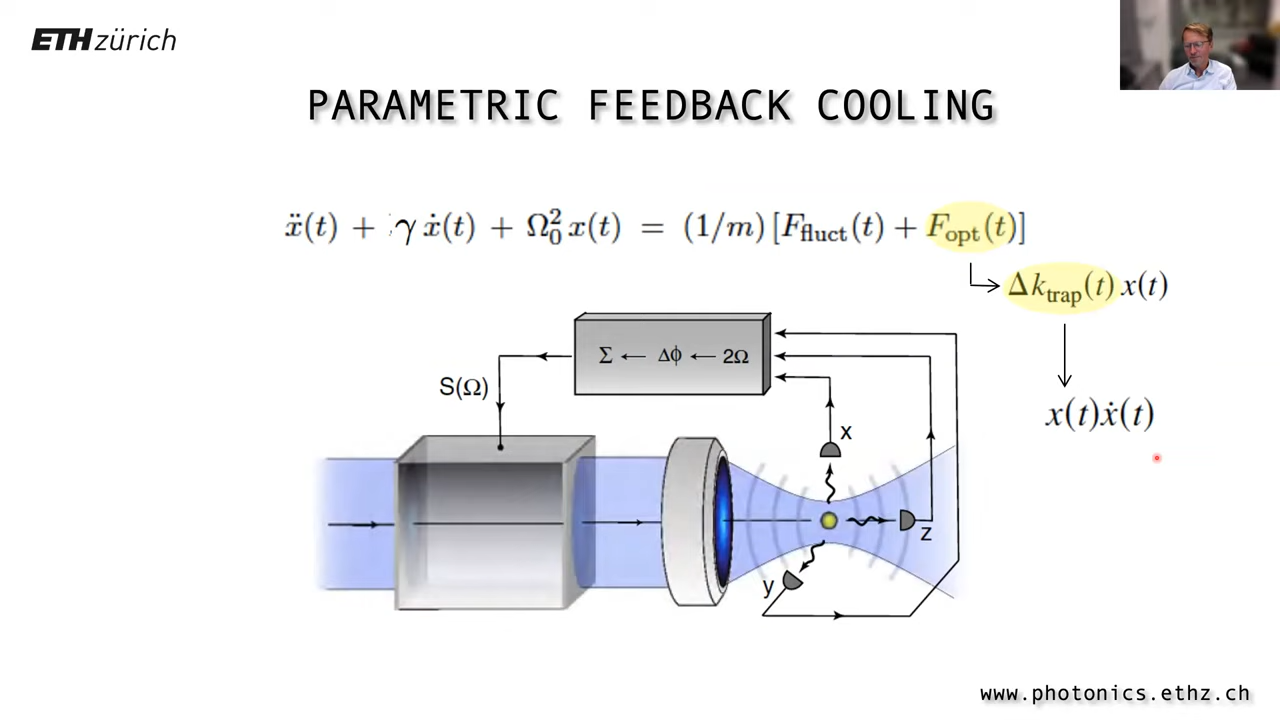 ETH zürich
PARAMETRIC FEEDBACK COOLING
ẍ(t) + γ ẋ(t) + Ω₀² x(t) = (1/m) [F_fluct(t) + F_opt(t)]
Δk_trap(t) x(t)
x(t)ẋ(t)
Σ ← Δϕ ← 2Ω
S(Ω)
x
z
y
www.photonics.ethz.ch